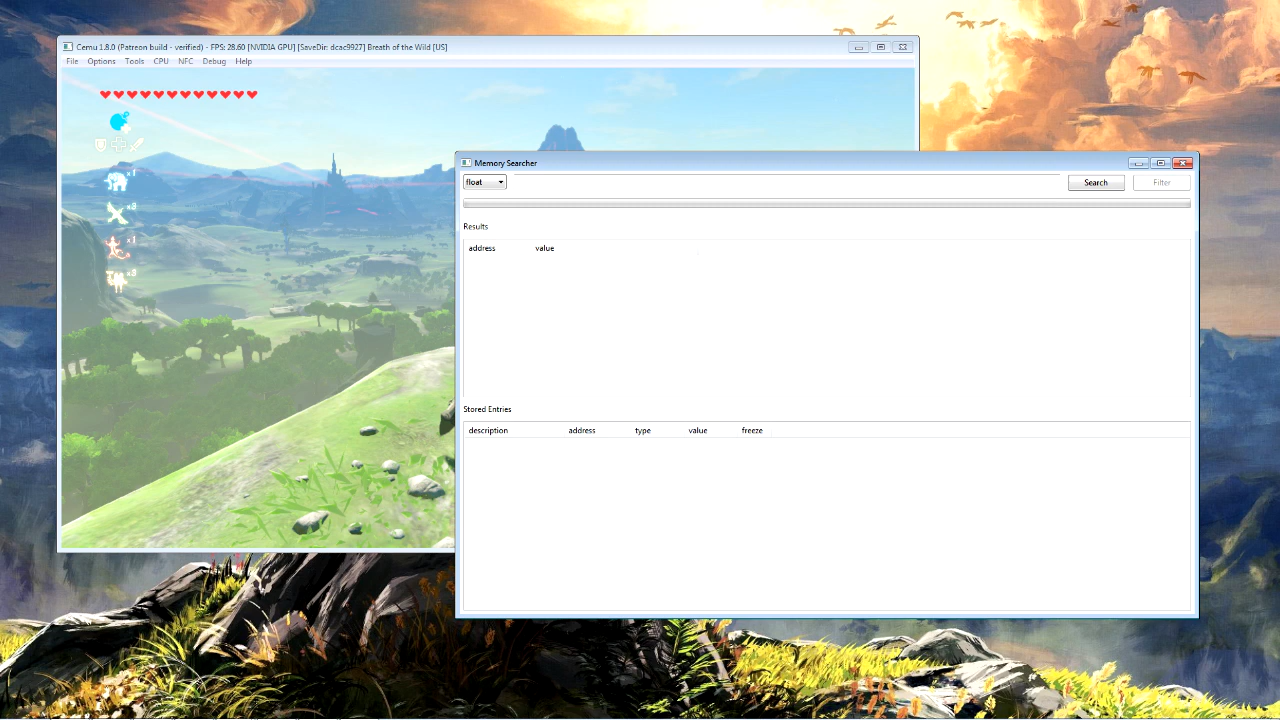 Cemu 1.8.0 (Patreon build - verified) - FPS: 28.60 [NVIDIA GPU] [SaveDir: dcac9927] Breath of the Wild [US]
File Options Tools CPU NFC Debug Help
x1
x3
x1
x3
Memory Searcher
float Search Filter
Results
address value
Stored Entries
description address type value freeze